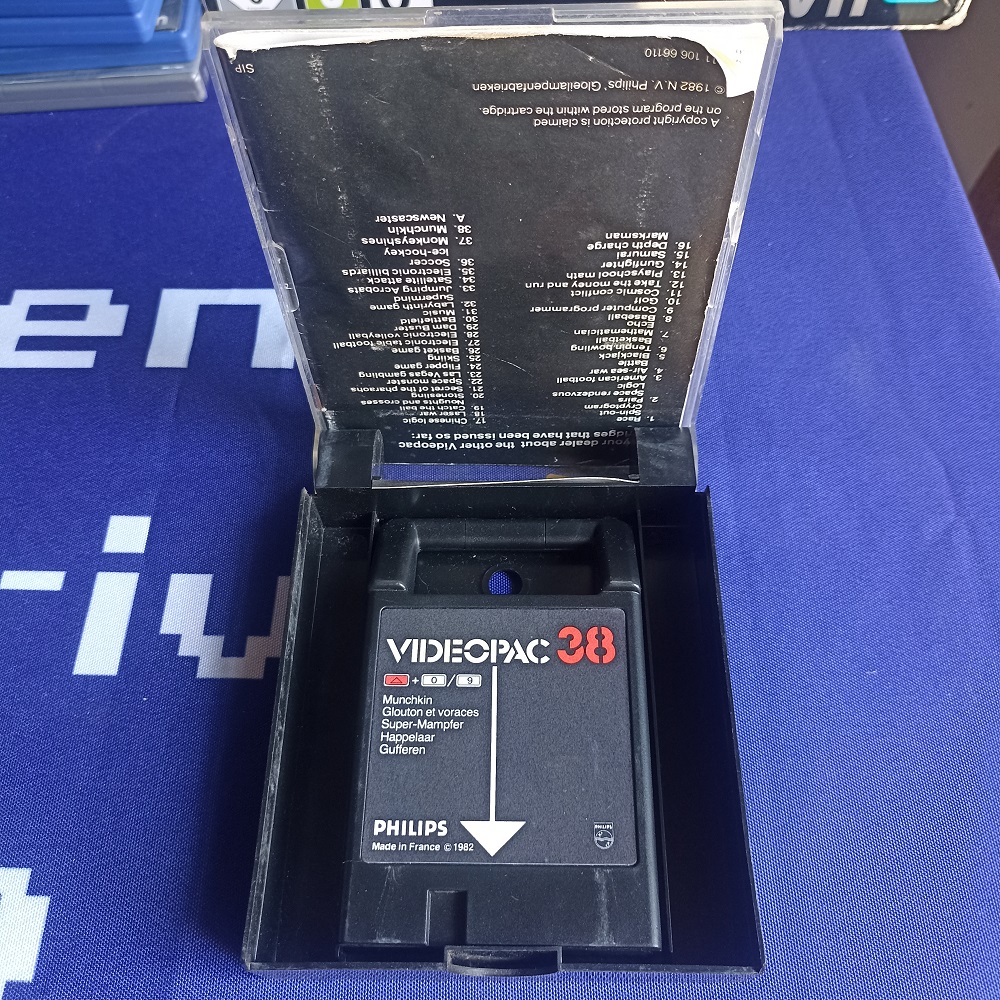 your dealer about the other Videopac
idges that have been issued so far:
1. Race
Spin-out
Cryptogram
2. Pairs
Space rendezvous
Logic
3. American football
4. Air-sea war
Battle
5. Blackjack
6. Tenpin bowling
Basketball
7. Mathematician
Echo
8. Baseball
9. Computer programmer
10. Golf
11. Cosmic conflict
12. Take the money and run
13. Playschool math
14. Gunfighter
15. Samurai
16. Depth charge
Marksman
17. Chinese logic
18. Laser war
19. Catch the ball
Noughts and crosses
20. Stonesling
21. Secret of the pharaohs
22. Space monster
23. Las Vegas gambling
24. Flipper game
25. Skiing
26. Basket game
27. Electronic table football
28. Electronic volleyball
29. Dam Buster
30. Battlefield
31. Music
32. Labyrinth game
Supermind
33. Jumping Acrobats
34. Satellite attack
35. Electronic billiards
36. Soccer
Ice-hockey
37. Monkeyshines
38. Munchkin
A. Newscaster
A copyright protection is claimed
on the program stored within the cartridge.
© 1982 N.V. Philips' Gloeilampenfabrieken
106 66110
SIP
en
riv
VIDEOPAC 38
+ 0 / 9
Munchkin
Glouton et voraces
Super-Mampfer
Happelaar
Gufferen
PHILIPS
Made in France © 1982
PHILIPS